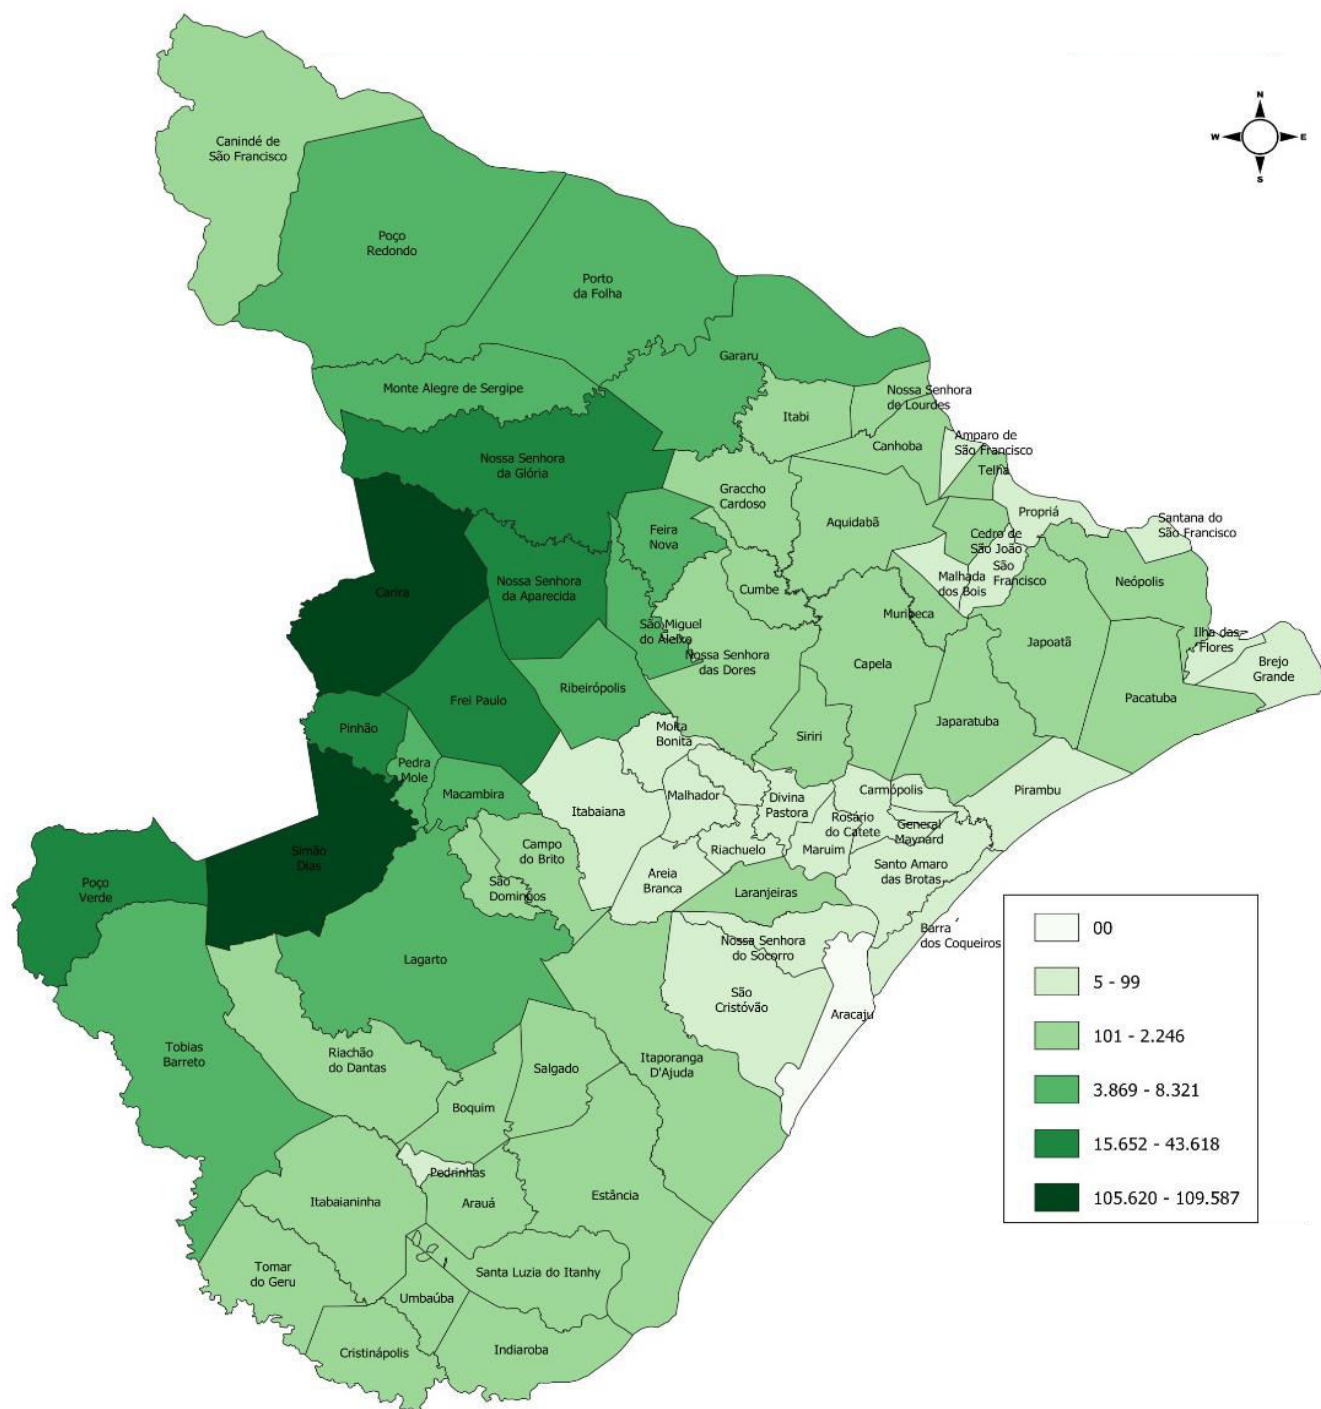 N
W
E
S
Canindé de
São Francisco
Poço
Redondo
Porto
da Folha
Gararu
Monte Alegre de Sergipe
Nossa Senhora
de Lourdes
Itabi
Amparo de
São Francisco
Canhoba
Telha
Nossa Senhora
da Glória
Graccho
Cardoso
Propriá
Santana do
São Francisco
Aquidabã
Feira
Nova
Cedro de
São João
São
Francisco
Malhada
dos Bois
Neópolis
Carira
Nossa Senhora
da Aparecida
Cumbe
Muribeca
São Miguel
do Aleixo
Ilha das
Flores
Japoatã
Nossa Senhora
das Dores
Capela
Brejo
Grande
Ribeirópolis
Frei Paulo
Pacatuba
Japaratuba
Pinhão
Moita
Bonita
Siriri
Pedra
Mole
Macambira
Malhador
Divina
Pastora
Carmópolis
Pirambu
Itabaiana
Rosário
do Catete
General
Maynard
Campo
do Brito
Riachuelo
Maruim
Simão
Dias
Santo Amaro
das Brotas
Areia
Branca
Poço
Verde
São
Domingos
Laranjeiras
Barra
dos Coqueiros
Nossa Senhora
do Socorro
Lagarto
São
Cristóvão
Aracaju
Tobias
Barreto
Riachão
do Dantas
Itaporanga
D'Ajuda
Salgado
Boquim
Pedrinhas
Itabaianinha
Arauá
Estância
Tomar
do Geru
Santa Luzia do Itanhy
Umbaúba
Cristinápolis
Indiaroba
00
5 - 99
101 - 2.246
3.869 - 8.321
15.652 - 43.618
105.620 - 109.587